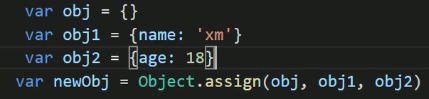 var obj = {}
var obj1 = {name: 'xm'}
var obj2 = {age: 18}
var newObj = Object.assign(obj, obj1, obj2)